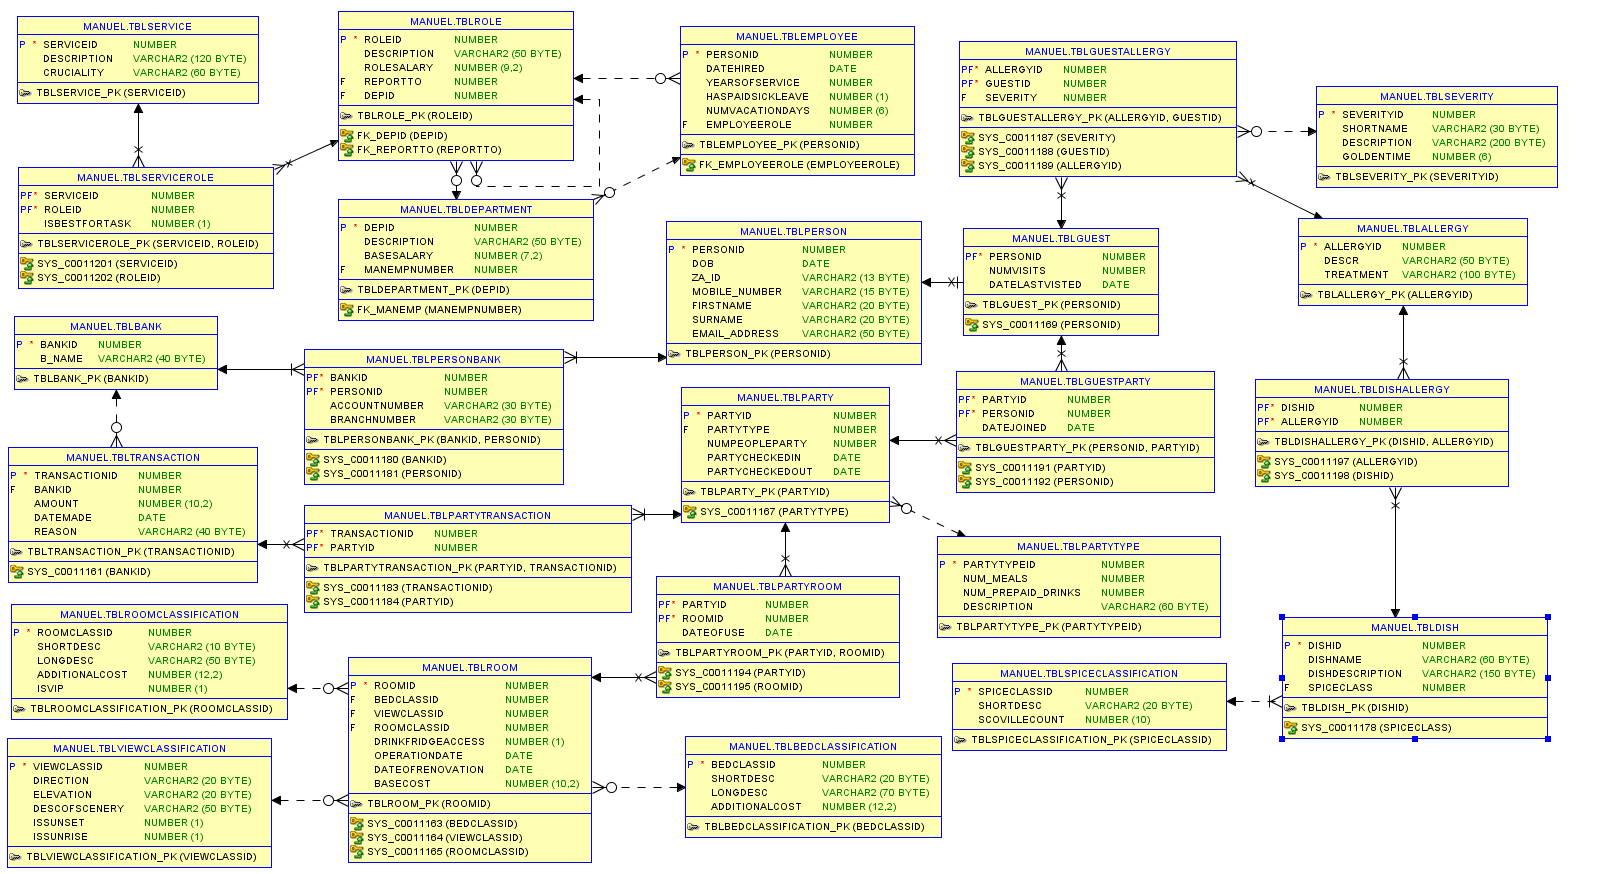 MANUEL.TBLSERVICE
P * SERVICEID NUMBER
DESCRIPTION VARCHAR2 (120 BYTE)
CRUCIALITY VARCHAR2 (60 BYTE)
TBLSERVICE_PK (SERVICEID)
MANUEL.TBLROLE
P * ROLEID NUMBER
DESCRIPTION VARCHAR2 (50 BYTE)
ROLESALARY NUMBER (9,2)
F REPORTTO NUMBER
F DEPID NUMBER
TBLROLE_PK (ROLEID)
FK_DEPID (DEPID)
FK_REPORTTO (REPORTTO)
MANUEL.TBLEMPLOYEE
P * PERSONID NUMBER
DATEHIRED DATE
YEARSOFSERVICE NUMBER
HASPAIDSICKLEAVE NUMBER (1)
NUMVACATIONDAYS NUMBER (6)
F EMPLOYEEROLE NUMBER
TBLEMPLOYEE_PK (PERSONID)
FK_EMPLOYEEROLE (EMPLOYEEROLE)
MANUEL.TBLGUESTALLERGY
PF* ALLERGYID NUMBER
PF* GUESTID NUMBER
F SEVERITY NUMBER
TBLGUESTALLERGY_PK (ALLERGYID, GUESTID)
SYS_C0011187 (SEVERITY)
SYS_C0011188 (GUESTID)
SYS_C0011189 (ALLERGYID)
MANUEL.TBLSEVERITY
P * SEVERITYID NUMBER
SHORTNAME VARCHAR2 (30 BYTE)
DESCRIPTION VARCHAR2 (200 BYTE)
GOLDENTIME NUMBER (6)
TBLSEVERITY_PK (SEVERITYID)
MANUEL.TBLSERVICEROLE
PF* SERVICEID NUMBER
PF* ROLEID NUMBER
ISBESTFORTASK NUMBER (1)
TBLSERVICEROLE_PK (SERVICEID, ROLEID)
SYS_C0011201 (SERVICEID)
SYS_C0011202 (ROLEID)
MANUEL.TBLDEPARTMENT
P * DEPID NUMBER
DESCRIPTION VARCHAR2 (50 BYTE)
BASESALARY NUMBER (7,2)
F MANEMPNUMBER NUMBER
TBLDEPARTMENT_PK (DEPID)
FK_MANEMP (MANEMPNUMBER)
MANUEL.TBLPERSON
P * PERSONID NUMBER
DOB DATE
ZA_ID VARCHAR2 (13 BYTE)
MOBILE_NUMBER VARCHAR2 (15 BYTE)
FIRSTNAME VARCHAR2 (20 BYTE)
SURNAME VARCHAR2 (20 BYTE)
EMAIL_ADDRESS VARCHAR2 (50 BYTE)
TBLPERSON_PK (PERSONID)
MANUEL.TBLGUEST
PF* PERSONID NUMBER
NUMVISITS NUMBER
DATELASTVISTED DATE
TBLGUEST_PK (PERSONID)
SYS_C0011169 (PERSONID)
MANUEL.TBLALLERGY
P * ALLERGYID NUMBER
DESCR VARCHAR2 (50 BYTE)
TREATMENT VARCHAR2 (100 BYTE)
TBLALLERGY_PK (ALLERGYID)
MANUEL.TBLBANK
P * BANKID NUMBER
B_NAME VARCHAR2 (40 BYTE)
TBLBANK_PK (BANKID)
MANUEL.TBLPERSONBANK
PF* BANKID NUMBER
PF* PERSONID NUMBER
ACCOUNTNUMBER VARCHAR2 (30 BYTE)
BRANCHNUMBER VARCHAR2 (30 BYTE)
TBLPERSONBANK_PK (BANKID, PERSONID)
SYS_C0011180 (BANKID)
SYS_C0011181 (PERSONID)
MANUEL.TBLPARTY
P * PARTYID NUMBER
F PARTYTYPE NUMBER
NUMPEOPLEPARTY NUMBER
PARTYCHECKEDIN DATE
PARTYCHECKEDOUT DATE
TBLPARTY_PK (PARTYID)
SYS_C0011167 (PARTYTYPE)
MANUEL.TBLGUESTPARTY
PF* PARTYID NUMBER
PF* PERSONID NUMBER
DATEJOINED DATE
TBLGUESTPARTY_PK (PERSONID, PARTYID)
SYS_C0011191 (PARTYID)
SYS_C0011192 (PERSONID)
MANUEL.TBLDISHALLERGY
PF* DISHID NUMBER
PF* ALLERGYID NUMBER
TBLDISHALLERGY_PK (DISHID, ALLERGYID)
SYS_C0011197 (ALLERGYID)
SYS_C0011198 (DISHID)
MANUEL.TBLTRANSACTION
P * TRANSACTIONID NUMBER
F BANKID NUMBER
AMOUNT NUMBER (10,2)
DATEMADE DATE
REASON VARCHAR2 (40 BYTE)
TBLTRANSACTION_PK (TRANSACTIONID)
SYS_C0011161 (BANKID)
MANUEL.TBLPARTYTRANSACTION
PF* TRANSACTIONID NUMBER
PF* PARTYID NUMBER
TBLPARTYTRANSACTION_PK (PARTYID, TRANSACTIONID)
SYS_C0011183 (TRANSACTIONID)
SYS_C0011184 (PARTYID)
MANUEL.TBLPARTYTYPE
P * PARTYTYPEID NUMBER
NUM_MEALS NUMBER
NUM_PREPAID_DRINKS NUMBER
DESCRIPTION VARCHAR2 (60 BYTE)
TBLPARTYTYPE_PK (PARTYTYPEID)
MANUEL.TBLPARTYROOM
PF* PARTYID NUMBER
PF* ROOMID NUMBER
DATEOFUSE DATE
TBLPARTYROOM_PK (PARTYID, ROOMID)
SYS_C0011194 (PARTYID)
SYS_C0011195 (ROOMID)
MANUEL.TBLROOMCLASSIFICATION
P * ROOMCLASSID NUMBER
SHORTDESC VARCHAR2 (10 BYTE)
LONGDESC VARCHAR2 (50 BYTE)
ADDITIONALCOST NUMBER (12,2)
ISVIP NUMBER (1)
TBLROOMCLASSIFICATION_PK (ROOMCLASSID)
MANUEL.TBLROOM
P * ROOMID NUMBER
F BEDCLASSID NUMBER
F VIEWCLASSID NUMBER
F ROOMCLASSID NUMBER
DRINKFRIDGEACCESS NUMBER (1)
OPERATIONDATE DATE
DATEOFRENOVATION DATE
BASECOST NUMBER (10,2)
TBLROOM_PK (ROOMID)
SYS_C0011163 (BEDCLASSID)
SYS_C0011164 (VIEWCLASSID)
SYS_C0011165 (ROOMCLASSID)
MANUEL.TBLDISH
P * DISHID NUMBER
DISHNAME VARCHAR2 (60 BYTE)
DISHDESCRIPTION VARCHAR2 (150 BYTE)
F SPICECLASS NUMBER
TBLDISH_PK (DISHID)
SYS_C0011178 (SPICECLASS)
MANUEL.TBLSPICECLASSIFICATION
P * SPICECLASSID NUMBER
SHORTDESC VARCHAR2 (20 BYTE)
SCOVILLECOUNT NUMBER (10)
TBLSPICECLASSIFICATION_PK (SPICECLASSID)
MANUEL.TBLVIEWCLASSIFICATION
P * VIEWCLASSID NUMBER
DIRECTION VARCHAR2 (20 BYTE)
ELEVATION VARCHAR2 (20 BYTE)
DESCOFSCENERY VARCHAR2 (50 BYTE)
ISSUNSET NUMBER (1)
ISSUNRISE NUMBER (1)
TBLVIEWCLASSIFICATION_PK (VIEWCLASSID)
MANUEL.TBLBEDCLASSIFICATION
P * BEDCLASSID NUMBER
SHORTDESC VARCHAR2 (20 BYTE)
LONGDESC VARCHAR2 (70 BYTE)
ADDITIONALCOST NUMBER (12,2)
TBLBEDCLASSIFICATION_PK (BEDCLASSID)